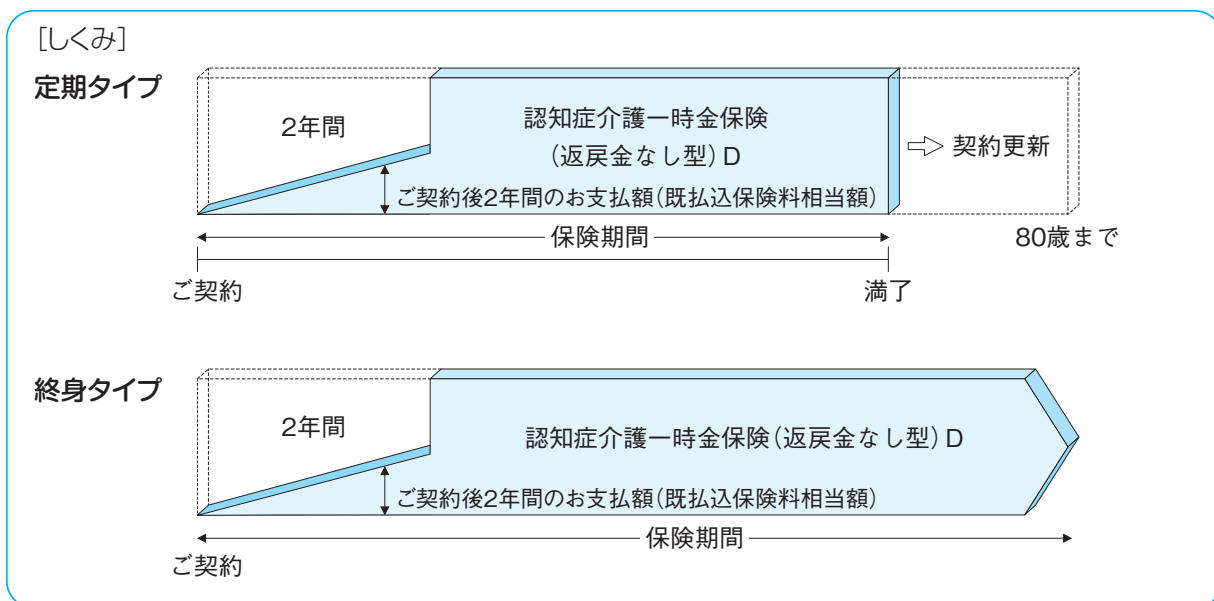 [しくみ]
定期タイプ
2年間
認知症介護一時金保険
(返戻金なし型)D
契約更新
ご契約後2年間のお支払額(既払込保険料相当額)
保険期間
80歳まで
ご契約
満了
終身タイプ
2年間
認知症介護一時金保険(返戻金なし型)D
ご契約後2年間のお支払額(既払込保険料相当額)
保険期間
ご契約